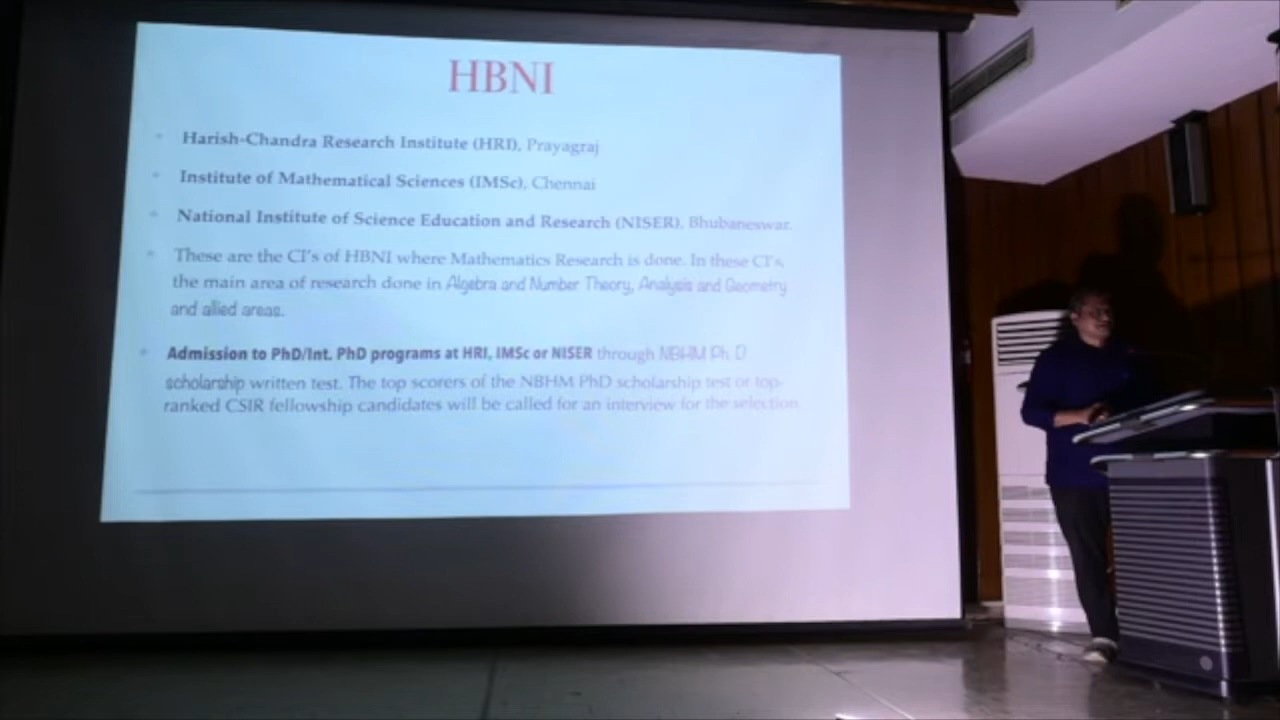 HBNI
Harish-Chandra Research Institute (HRI), Prayagraj
Institute of Mathematical Sciences (IMSc), Chennai
National Institute of Science Education and Research (NISER), Bhubaneswar.
These are the CI's of HBNI where Mathematics Research is done. In these CI's,
the main area of research done in Algebra and Number Theory, Analysis and Geometry
and allied areas.
Admission to PhD/Int. PhD programs at HRI, IMSc or NISER through NBHM Ph. D
scholarship written test. The top scorers of the NBHM PhD scholarship test or top-
ranked CSIR fellowship candidates will be called for an interview for the selection.